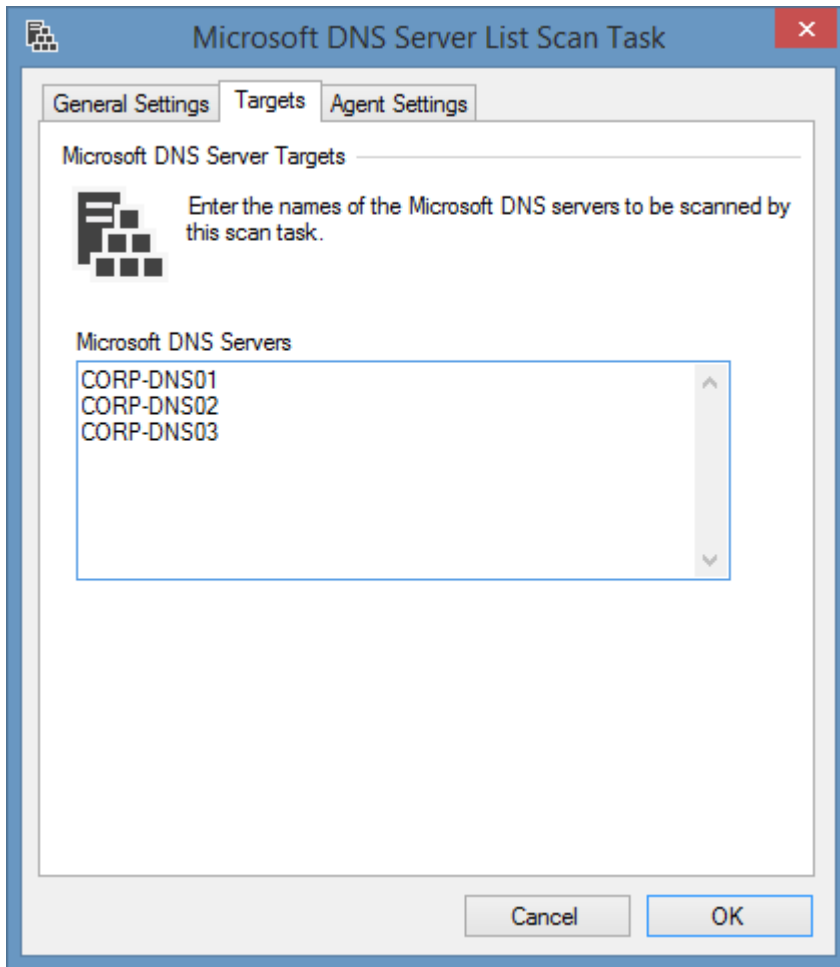 Microsoft DNS Server List Scan Task
General Settings Targets Agent Settings
Microsoft DNS Server Targets
Enter the names of the Microsoft DNS servers to be scanned by
this scan task.
Microsoft DNS Servers
CORP-DNS01
CORP-DNS02
CORP-DNS03
Cancel OK